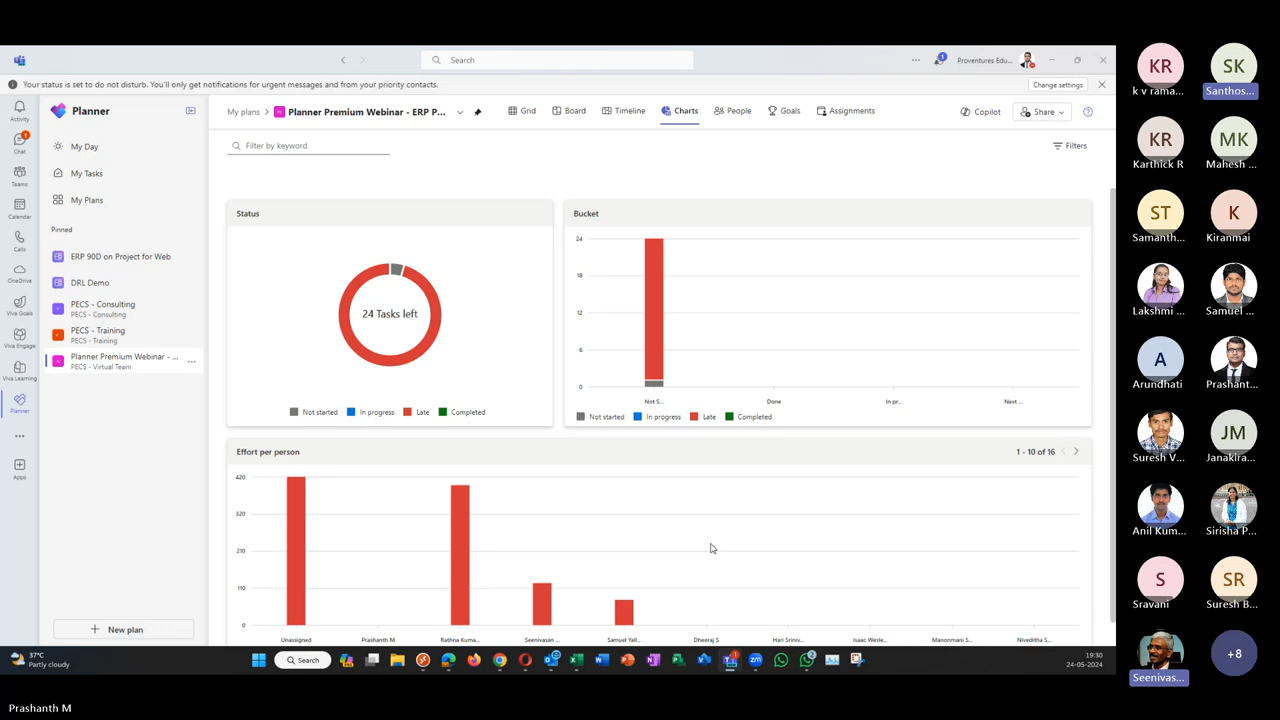 Search
Proventures Edu...
Your status is set to do not disturb. You'll only get notifications for urgent messages and from your priority contacts.
Change settings
Activity
Chat
Teams
Calendar
Calls
OneDrive
Viva Goals
Viva Engage
Viva Learning
Planner
Apps
Planner
My Day
My Tasks
My Plans
Pinned
ERP 90D on Project for Web
DRL Demo
PECS - Consulting
PECS - Consulting
PECS - Training
PECS - Training
Planner Premium Webinar - ...
PECS - Virtual Team
New plan
My plans > Planner Premium Webinar - ERP P...
Grid
Board
Timeline
Charts
People
Goals
Assignments
Copilot
Share
Filter by keyword
Filters
Status
24 Tasks left
Not started In progress Late Completed
Bucket
24
18
12
6
0
Not S... Done In pr... Next ...
Not started In progress Late Completed
Effort per person
1 - 10 of 16
420
320
210
110
0
Unassigned Prashanth M Rathna Kuma... Seenivasan ... Samuel Yall... Dheeraj S Hari Sriniv... Isaac Wesle... Manonmani S... Niveditha S...
37°C
Partly cloudy
Search
19:30
24-05-2024
KR
k v rama...
SK
Santhos...
KR
Karthick R
MK
Mahesh ...
ST
Samanth...
K
Kiranmai
Lakshmi ...
Samuel ...
A
Arundhati
Prashant...
Suresh V...
JM
Janakira...
Anil Kum...
Sirisha P...
S
Sravani
SR
Suresh B...
Seenivas...
+8
Prashanth M